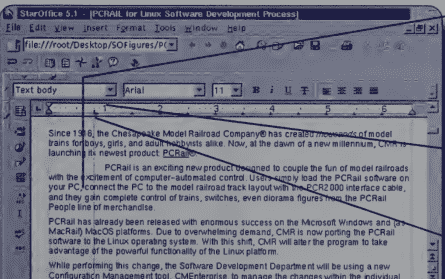 StarOffice 5.1 - [PCRAIL for Linux Software Development Process]
File Edit View Insert Format Tools Window Help
file:///root/Desktop/SOFigures/P(
Text body Arial 11 B i U T
1 2 3 4 5 6
Since 1916, the Chesapeake Model Railroad Company® has created thousands of model
trains for boys, girls, and adult hobbyists alike. Now, at the dawn of a new millennium, CMR is
launching its newest product: PCRail®.
PCRail is an exciting new product designed to couple the fun of model railroads
with the excitement of computer-automated control. Users simply load the PCRail software on
your PC, connect the PC to the model railroad track layout with the PCR2000 interface cable,
and they gain complete control of trains, switches, even diorama figures from the PCRail
People line of merchandise.
PCRail has already been released with enormous success on the Microsoft Windows and (as
MacRail) MacOS platforms. Due to overwhelming demand, CMR is now porting the PCRail
software to the Linux operating system. With this shift, CMR will alter the program to take
advantage of the powerful functionality of the Linux platform.
While performing this change, the Software Development Department will be using a new
Configuration Management tool, CMEnterprise, to manage the changes within the individual